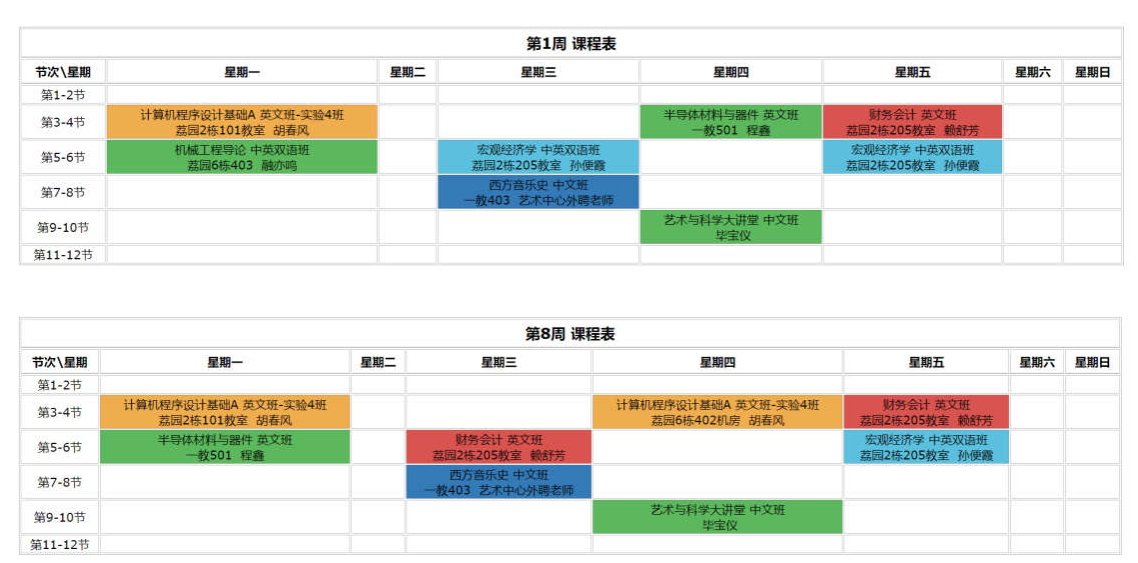 第1周 课程表
节次\星期 星期一 星期二 星期三 星期四 星期五 星期六 星期日
第1-2节
第3-4节 计算机程序设计基础A 英文班-实验4班 半导体材料与器件 英文班 财务会计 英文班
荔园2栋101教室 胡春风 一教501 程鑫 荔园2栋205教室 赖舒芳
第5-6节 机械工程导论 中英双语班 宏观经济学 中英双语班 宏观经济学 中英双语班
荔园6栋403 融亦鸣 荔园2栋205教室 孙便霞 荔园2栋205教室 孙便霞
第7-8节 西方音乐史 中文班
一教403 艺术中心外聘老师
第9-10节 艺术与科学大讲堂 中文班
毕宝仪
第11-12节
第8周 课程表
节次\星期 星期一 星期二 星期三 星期四 星期五 星期六 星期日
第1-2节
第3-4节 计算机程序设计基础A 英文班-实验4班 计算机程序设计基础A 英文班-实验4班 财务会计 英文班
荔园2栋101教室 胡春风 荔园6栋402机房 胡春风 荔园2栋205教室 赖舒芳
第5-6节 半导体材料与器件 英文班 财务会计 英文班 宏观经济学 中英双语班
一教501 程鑫 荔园2栋205教室 赖舒芳 荔园2栋205教室 孙便霞
第7-8节 西方音乐史 中文班
一教403 艺术中心外聘老师
第9-10节 艺术与科学大讲堂 中文班
毕宝仪
第11-12节